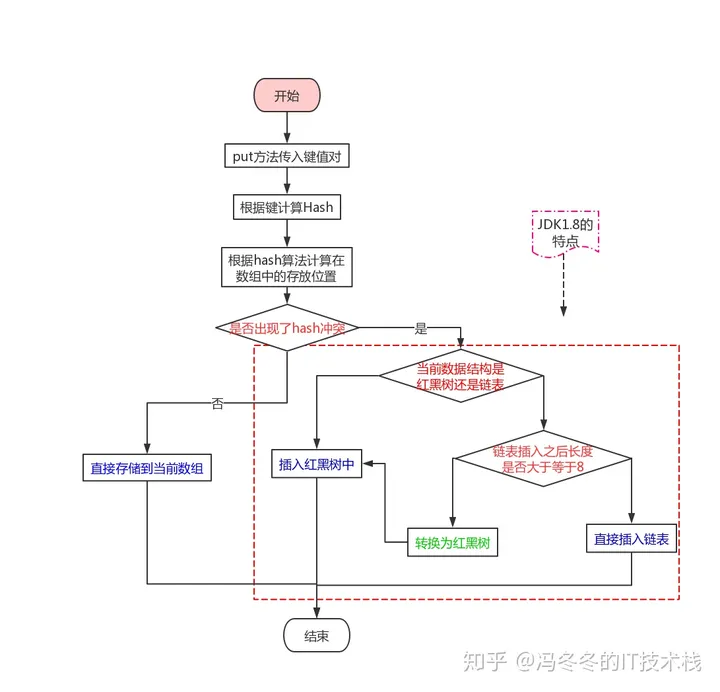 开始
put方法传入键值对
根据键计算Hash
根据hash算法计算在
数组中的存放位置
JDK1.8的
特点
是否出现了hash冲突
是
当前数据结构是
红黑树还是链表
否
链表插入之后长度
是否大于等于8
直接存储到当前数组
插入红黑树中
转换为红黑树
直接插入链表
结束
知乎 @冯冬冬的IT技术栈